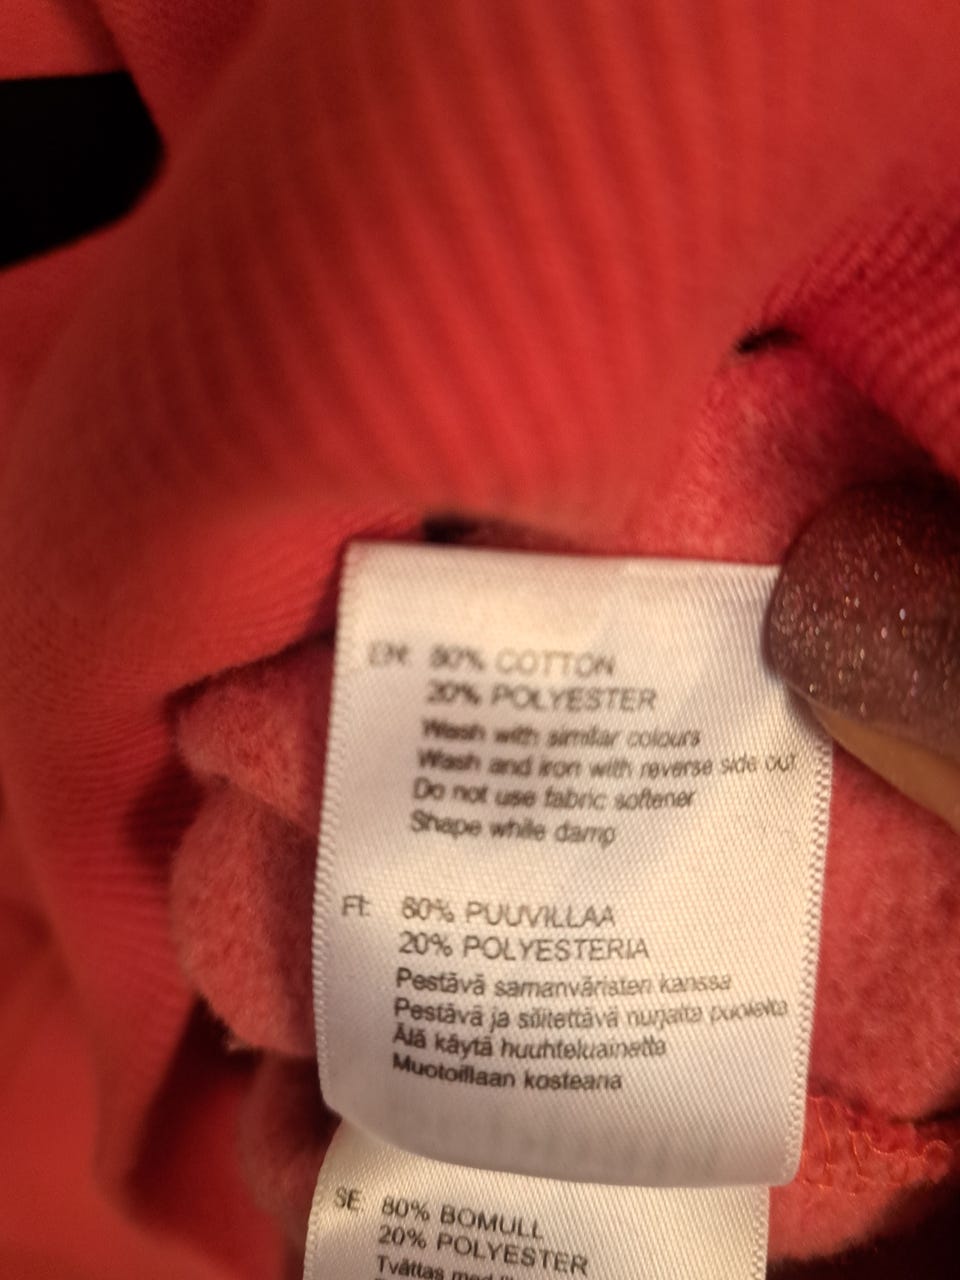 EN: 80% COTTON
20% POLYESTER
Wash with similar colours
Wash and iron with reverse side out
Do not use fabric softener
Shape while damp
FI: 80% PUUVILLAA
20% POLYESTERIA
Pestävä samanväristen kanssa
Pestävä ja silitettävä nurjalta puolelta
Älä käytä huuhteluainetta
Muotoillaan kosteana
SE: 80% BOMULL
20% POLYESTER
Tvättas med